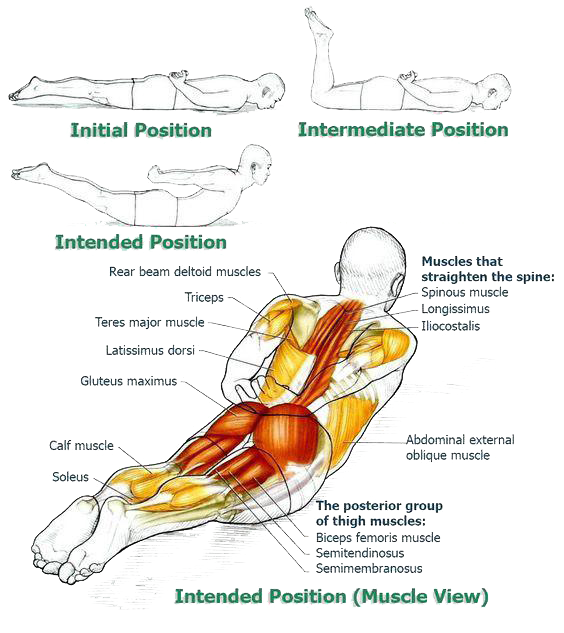 Initial Position
Intermediate Position
Intended Position
Rear beam deltoid muscles
Triceps
Teres major muscle
Latissimus dorsi
Gluteus maximus
Calf muscle
Soleus
Muscles that
straighten the spine:
Spinous muscle
Longissimus
Iliocostalis
Abdominal external
oblique muscle
The posterior group
of thigh muscles:
Biceps femoris muscle
Semitendinosus
Semimembranosus
Intended Position (Muscle View)